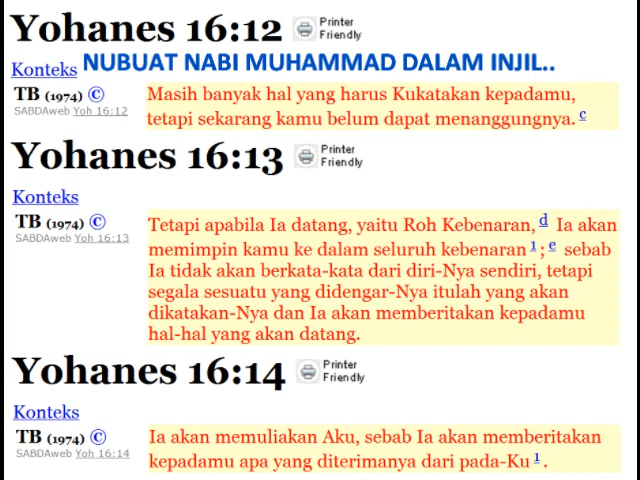 Yohanes 16:12 Printer Friendly
Konteks NUBUAT NABI MUHAMMAD DALAM INJIL..
TB (1974) © Masih banyak hal yang harus Kukatakan kepadamu,
SABDAweb Yoh 16:12 tetapi sekarang kamu belum dapat menanggungnya. c
Yohanes 16:13 Printer Friendly
Konteks
TB (1974) © Tetapi apabila Ia datang, yaitu Roh Kebenaran, d Ia akan
SABDAweb Yoh 16:13 memimpin kamu ke dalam seluruh kebenaran 1 ; e sebab
Ia tidak akan berkata-kata dari diri-Nya sendiri, tetapi
segala sesuatu yang didengar-Nya itulah yang akan
dikatakan-Nya dan Ia akan memberitakan kepadamu
hal-hal yang akan datang.
Yohanes 16:14 Printer Friendly
Konteks
TB (1974) © Ia akan memuliakan Aku, sebab Ia akan memberitakan
SABDAweb Yoh 16:14 kepadamu apa yang diterimanya dari pada-Ku 1 .